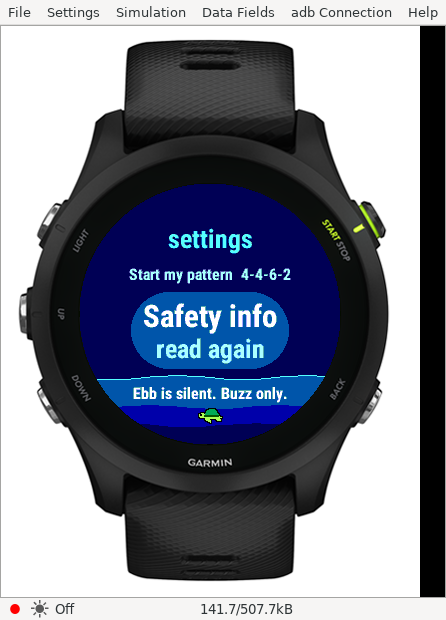 File Settings Simulation Data Fields adb Connection Help
LIGHT
START STOP
settings
Start my pattern 4-4-6-2
UP
Safety info
read again
DOWN
BACK
Ebb is silent. Buzz only.
GARMIN
Off 141.7/507.7kB